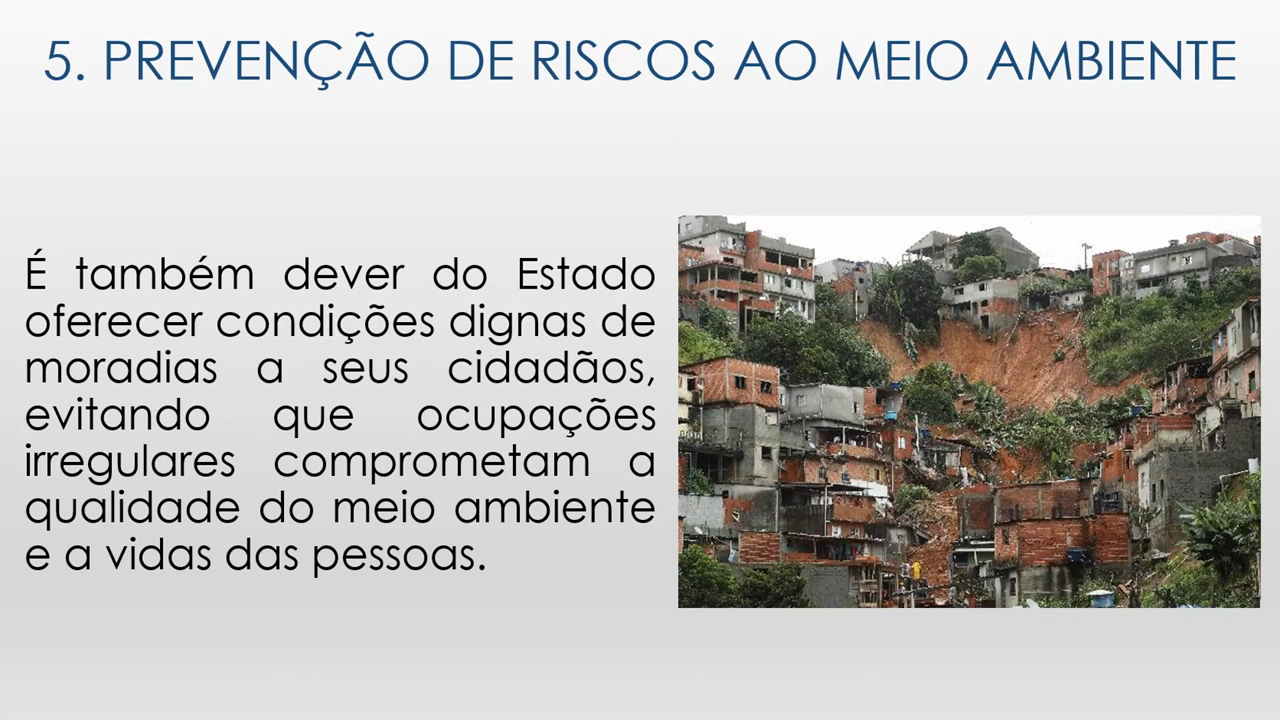 5. PREVENÇÃO DE RISCOS AO MEIO AMBIENTE
É também dever do Estado
oferecer condições dignas de
moradias a seus cidadãos,
evitando que ocupações
irregulares comprometam a
qualidade do meio ambiente
e a vidas das pessoas.